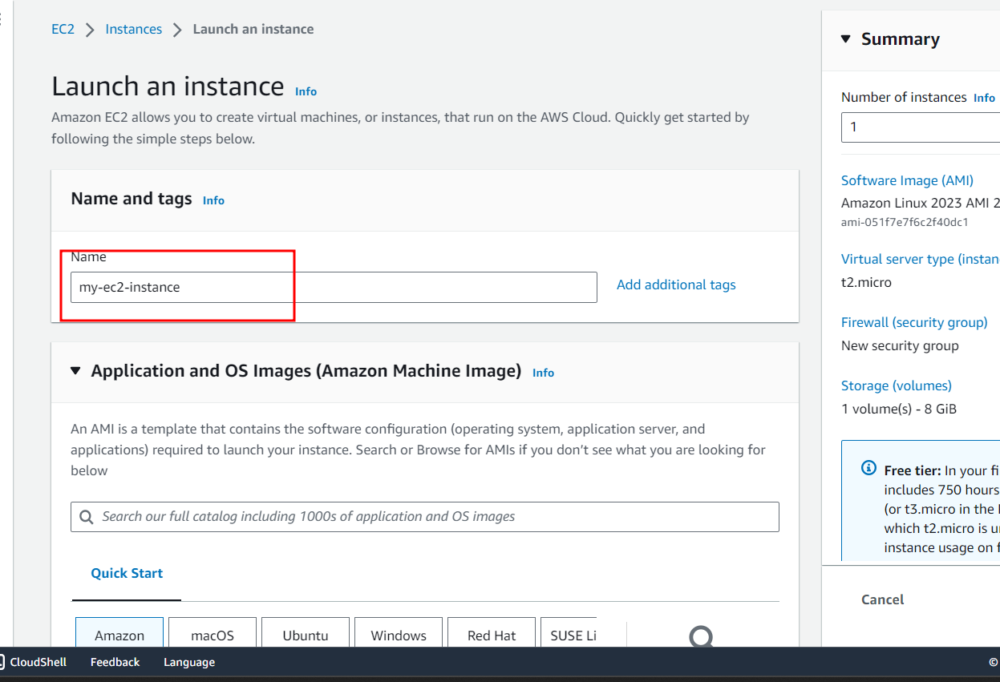 EC2 > Instances > Launch an instance
Launch an instance Info
Amazon EC2 allows you to create virtual machines, or instances, that run on the AWS Cloud. Quickly get started by
following the simple steps below.
Name and tags Info
Name
my-ec2-instance
Add additional tags
Application and OS Images (Amazon Machine Image) Info
An AMI is a template that contains the software configuration (operating system, application server, and
applications) required to launch your instance. Search or Browse for AMIs if you don't see what you are looking for
below
Search our full catalog including 1000s of application and OS images
Quick Start
Amazon
macOS
Ubuntu
Windows
Red Hat
SUSE Li
Summary
Number of instances Info
1
Software Image (AMI)
Amazon Linux 2023 AMI 2
ami-051f7e7f6c2f40dc1
Virtual server type (instan
t2.micro
Firewall (security group)
New security group
Storage (volumes)
1 volume(s) - 8 GiB
Free tier: In your fi
includes 750 hours
(or t3.micro in the
which t2.micro is
instance usage on f
Cancel
CloudShell
Feedback
Language
©